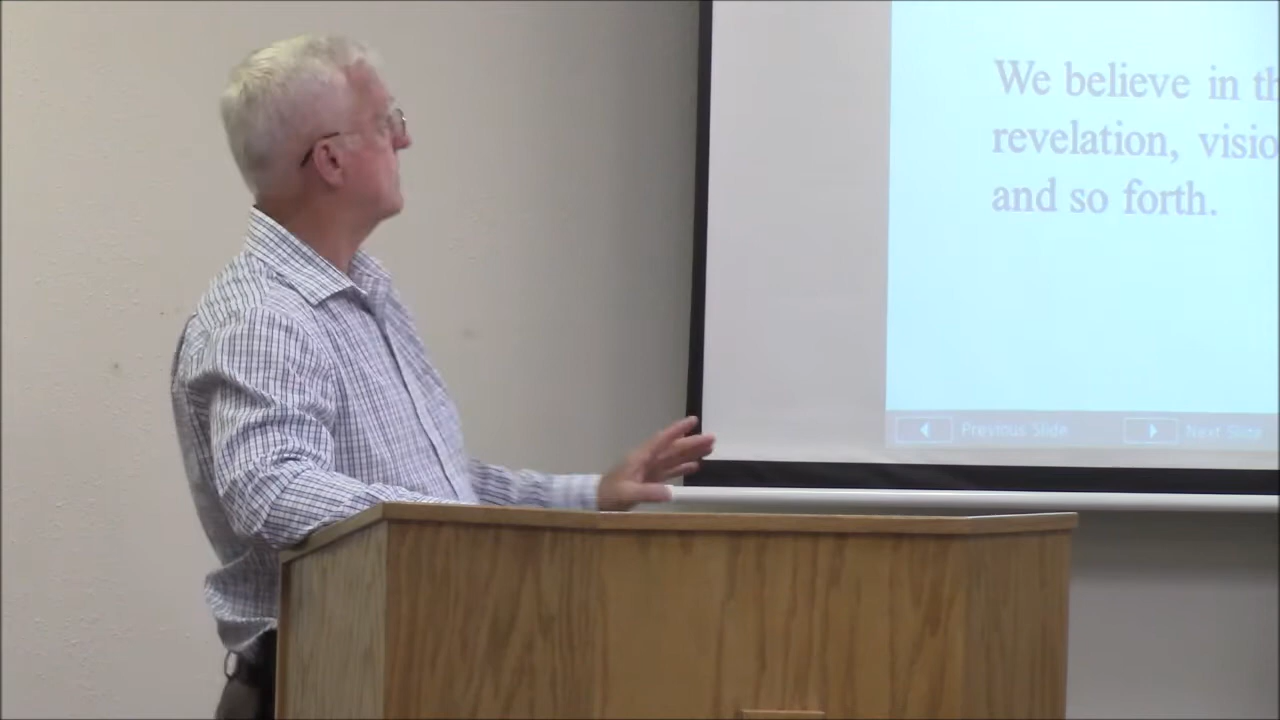 We believe in th
revelation, visio
and so forth.
Previous Slide
Next Slide